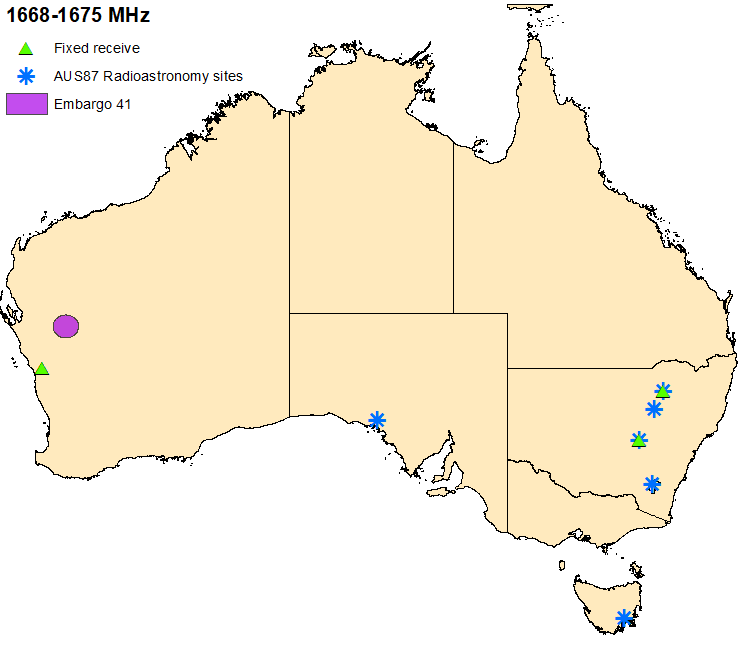 1668-1675 MHz
Fixed receive
AUS87 Radioastronomy sites
Embargo 41